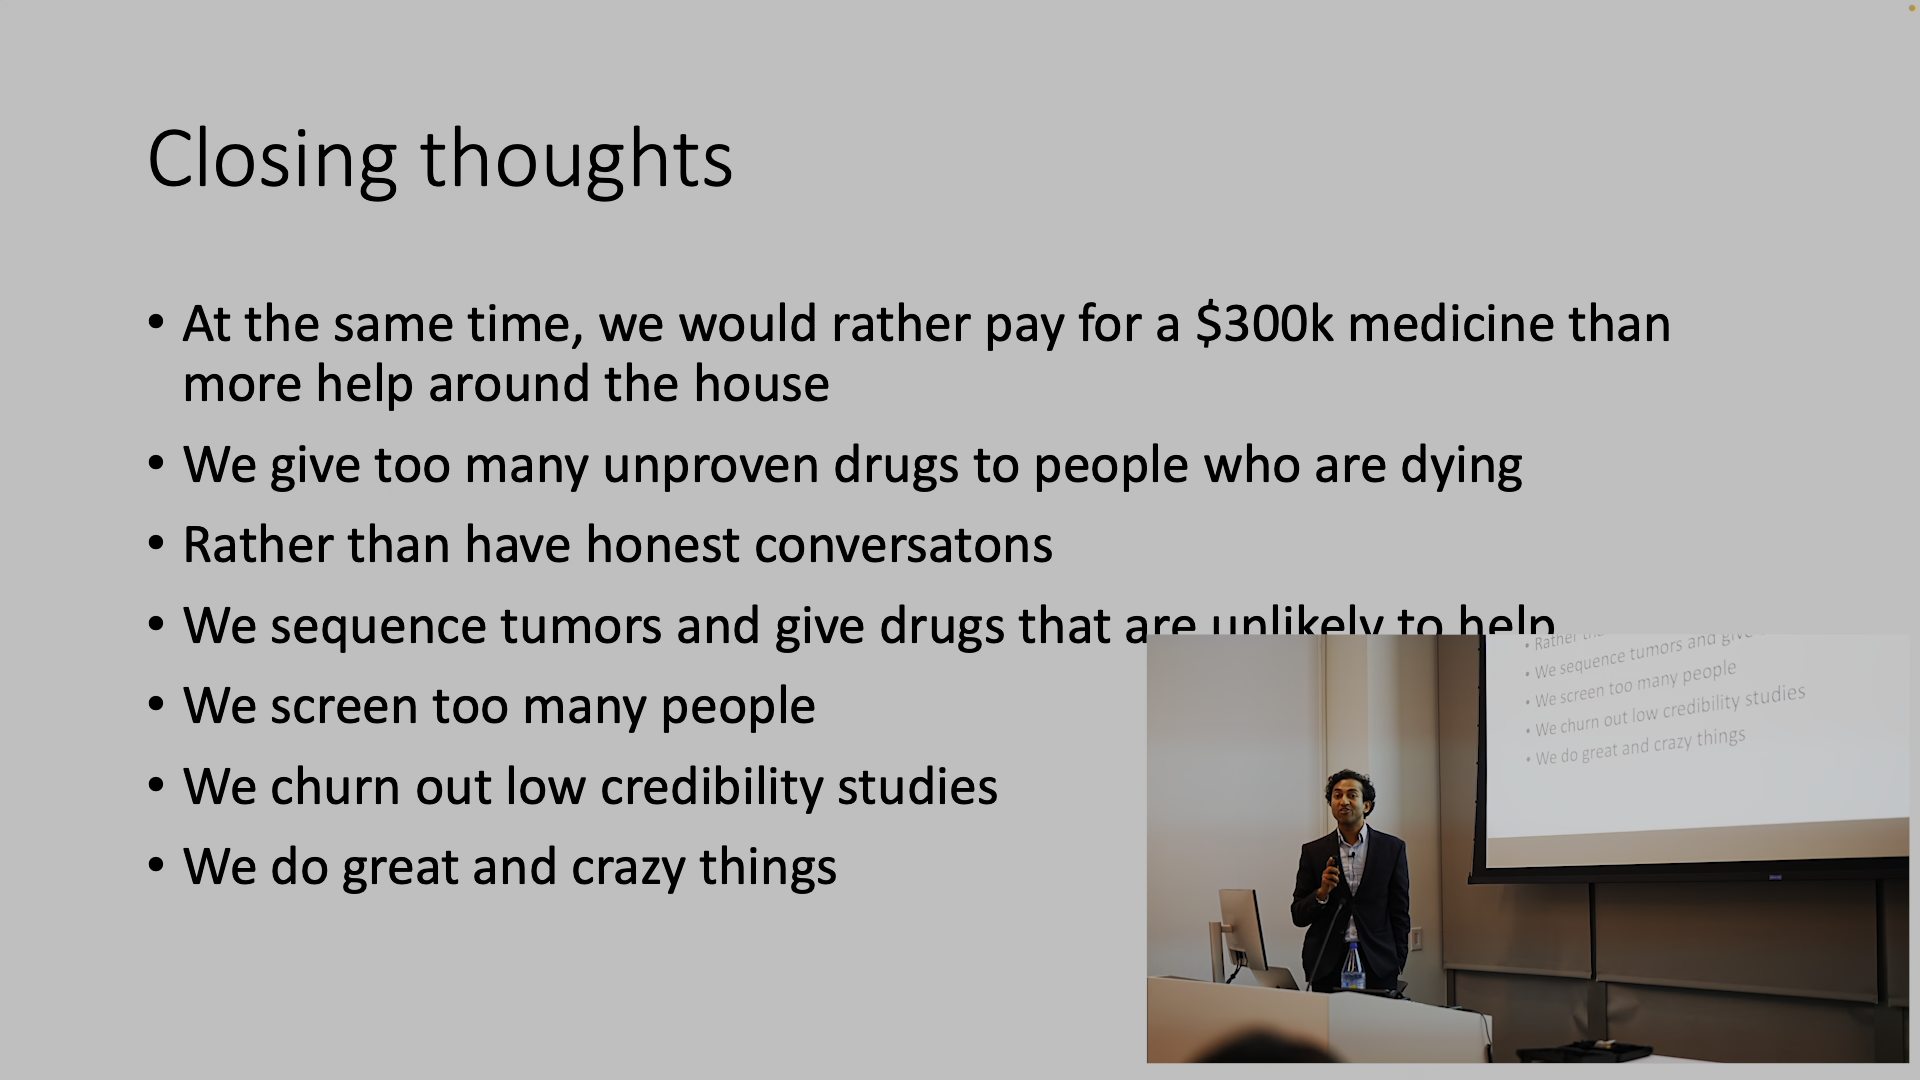 Closing thoughts
• At the same time, we would rather pay for a $300k medicine than
more help around the house
• We give too many unproven drugs to people who are dying
• Rather than have honest conversatons
• We sequence tumors and give drugs that are unlikely to help
• We screen too many people
• We churn out low credibility studies
• We do great and crazy things
• Rather
• We sequence tumors and give
• We screen too many people
• We churn out low credibility studies
• We do great and crazy things